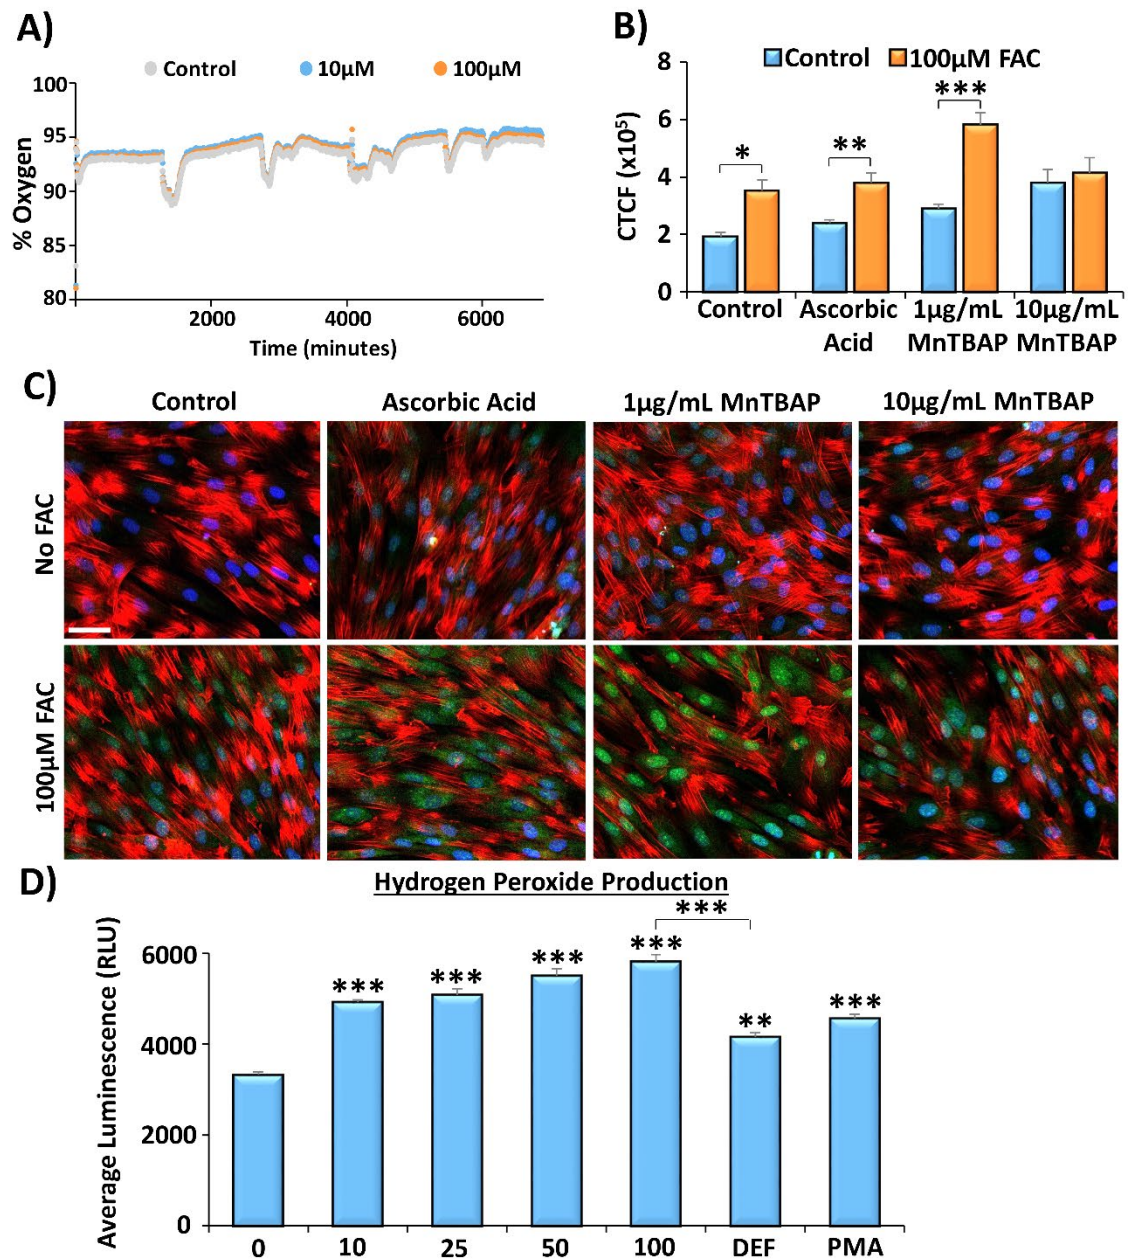 A)
Control 10µM 100µM
100
95
90
85
80
% Oxygen
2000 4000 6000
Time (minutes)
B)
Control 100µM FAC
8
6
4
2
0
CTCF (x10⁵)
*
**
***
Control Ascorbic Acid 1µg/mL MnTBAP 10µg/mL MnTBAP
C)
Control Ascorbic Acid 1µg/mL MnTBAP 10µg/mL MnTBAP
No FAC
100µM FAC
D)
Hydrogen Peroxide Production
***
Average Luminescence (RLU)
6000
4000
2000
0
*** *** *** *** ** ***
0 10 25 50 100 DEF PMA